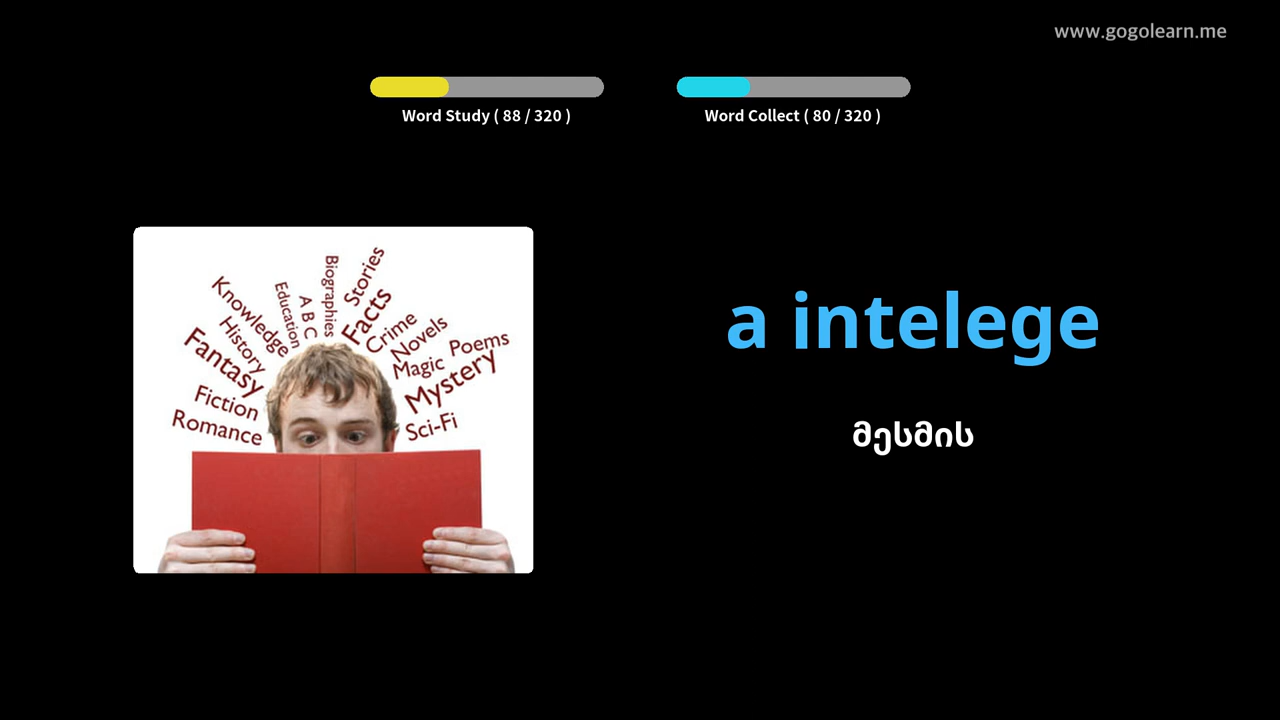 www.gogolearn.me
Word Study ( 88 / 320 )
Word Collect ( 80 / 320 )
Knowledge
History
Fantasy
Fiction
Romance
Education
A B C
Biographies
Stories
Facts
Crime
Novels
Magic
Poems
Mystery
Sci-Fi
a intelege
მესმის